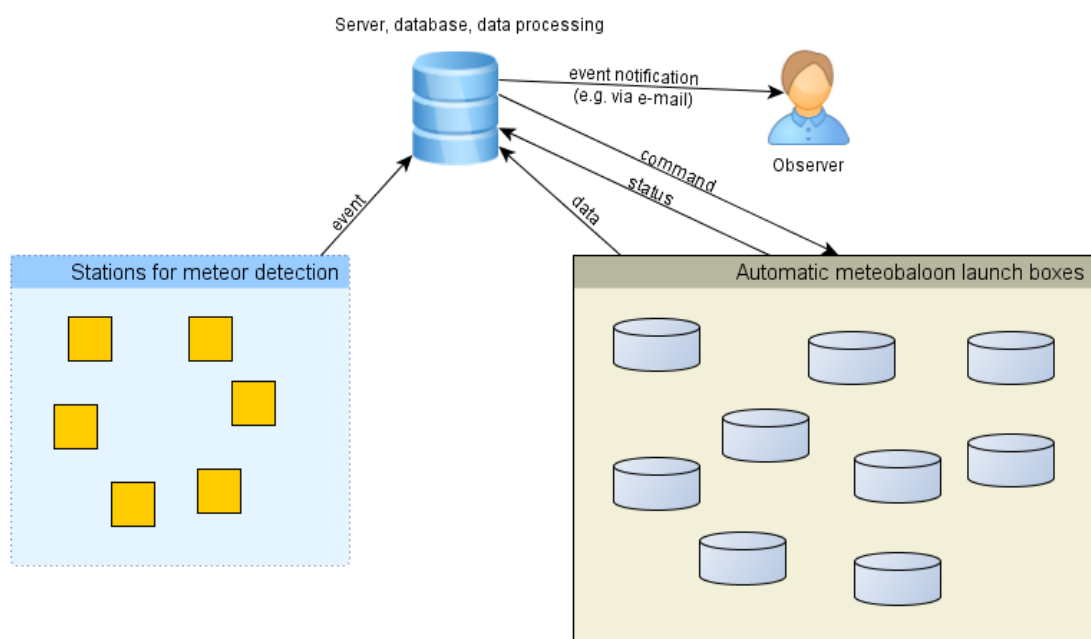 Server, database, data processing
event notification
(e.g. via e-mail)
Observer
command
status
data
event
Stations for meteor detection
Automatic meteobaloon launch boxes